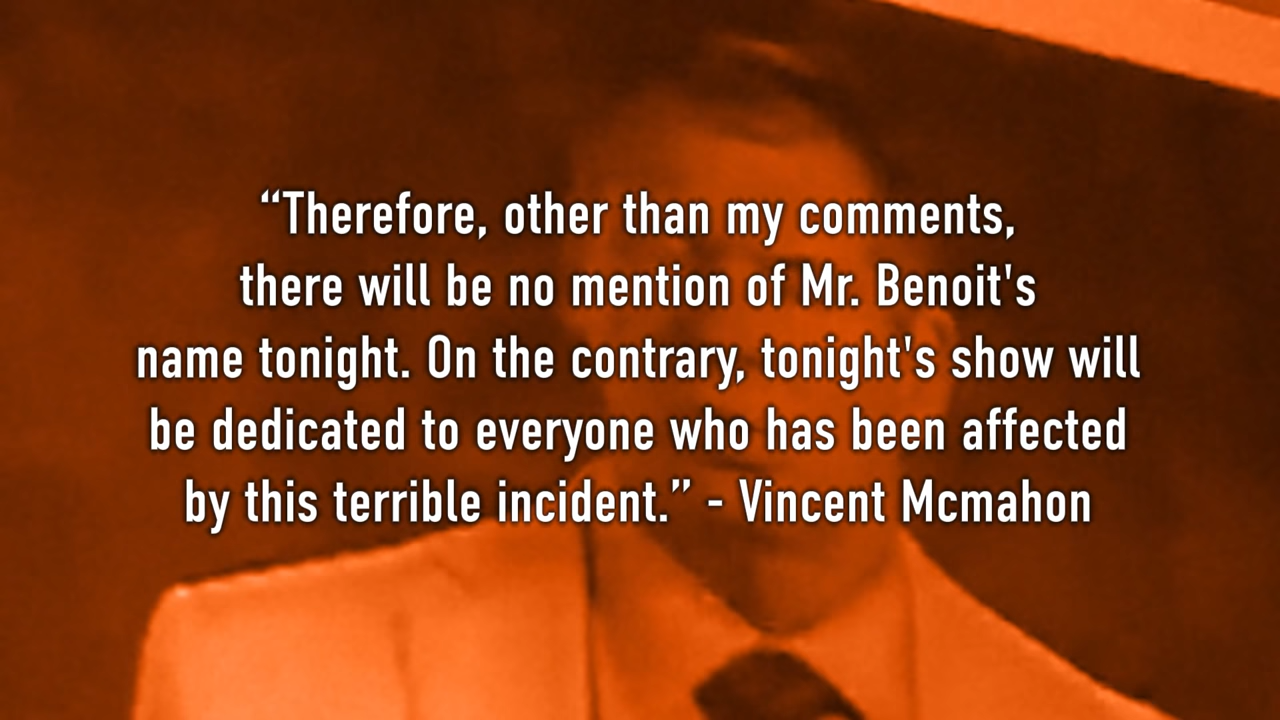 “Therefore, other than my comments,
there will be no mention of Mr. Benoit's
name tonight. On the contrary, tonight's show will
be dedicated to everyone who has been affected
by this terrible incident.” - Vincent Mcmahon